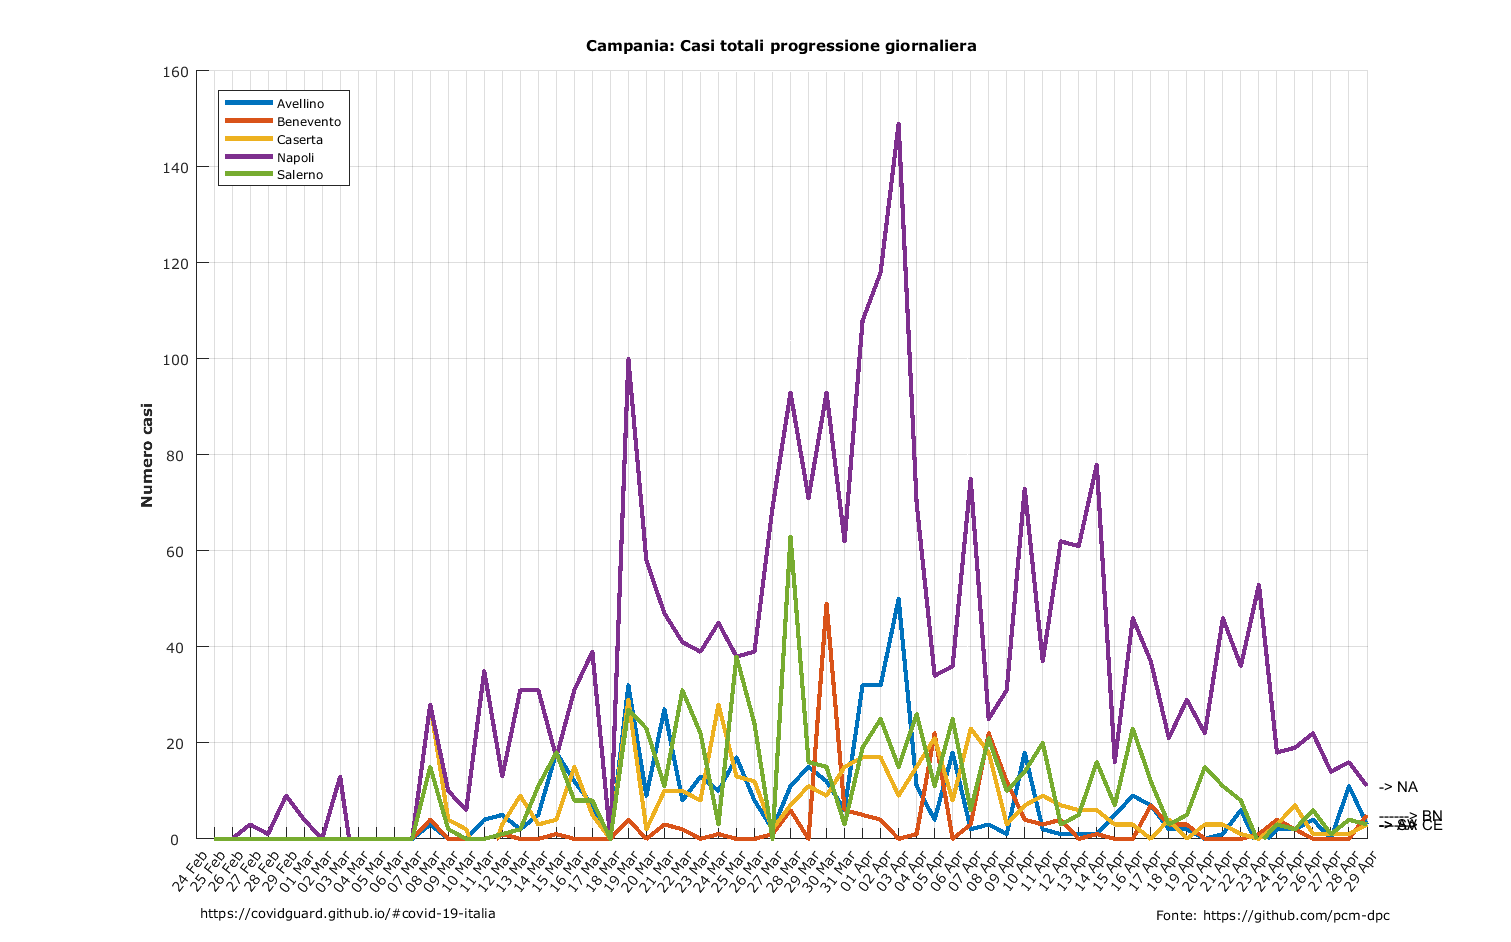 Campania: Casi totali progressione giornaliera
160
140
120
100
80
60
40
20
0
Numero casi
Avellino
Benevento
Caserta
Napoli
Salerno
-> NA
-----> BN
CE
24 Feb
25 Feb
26 Feb
27 Feb
28 Feb
29 Feb
01 Mar
02 Mar
03 Mar
04 Mar
05 Mar
06 Mar
07 Mar
08 Mar
09 Mar
10 Mar
11 Mar
12 Mar
13 Mar
14 Mar
15 Mar
16 Mar
17 Mar
18 Mar
19 Mar
20 Mar
21 Mar
22 Mar
23 Mar
24 Mar
25 Mar
26 Mar
27 Mar
28 Mar
29 Mar
30 Mar
31 Mar
01 Apr
02 Apr
03 Apr
04 Apr
05 Apr
06 Apr
07 Apr
08 Apr
09 Apr
10 Apr
11 Apr
12 Apr
13 Apr
14 Apr
15 Apr
16 Apr
17 Apr
18 Apr
19 Apr
20 Apr
21 Apr
22 Apr
23 Apr
24 Apr
25 Apr
26 Apr
27 Apr
28 Apr
29 Apr
https://covidguard.github.io/#covid-19-italia
Fonte: https://github.com/pcm-dpc